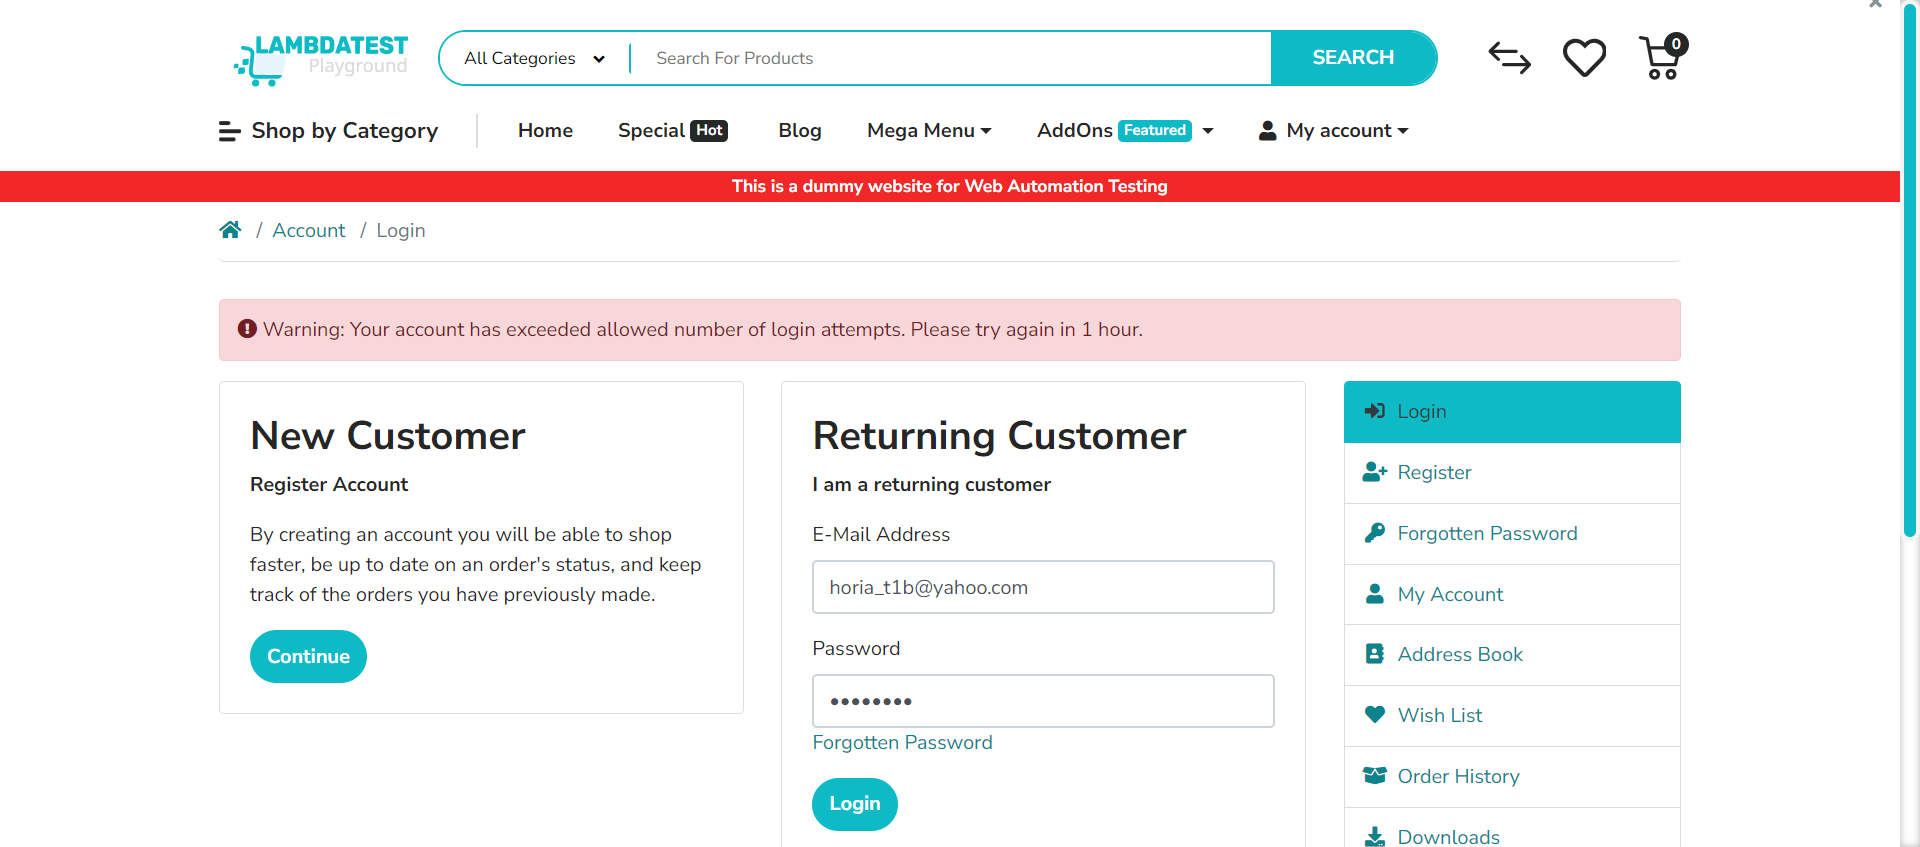 LAMBDATEST
Playground
All Categories
Search For Products
SEARCH
0
Shop by Category
Home
Special Hot
Blog
Mega Menu
AddOns Featured
My account
This is a dummy website for Web Automation Testing
/ Account / Login
Warning: Your account has exceeded allowed number of login attempts. Please try again in 1 hour.
New Customer
Register Account
By creating an account you will be able to shop
faster, be up to date on an order's status, and keep
track of the orders you have previously made.
Continue
Returning Customer
I am a returning customer
E-Mail Address
horia_t1b@yahoo.com
Password
••••••••
Forgotten Password
Login
Login
Register
Forgotten Password
My Account
Address Book
Wish List
Order History
Downloads